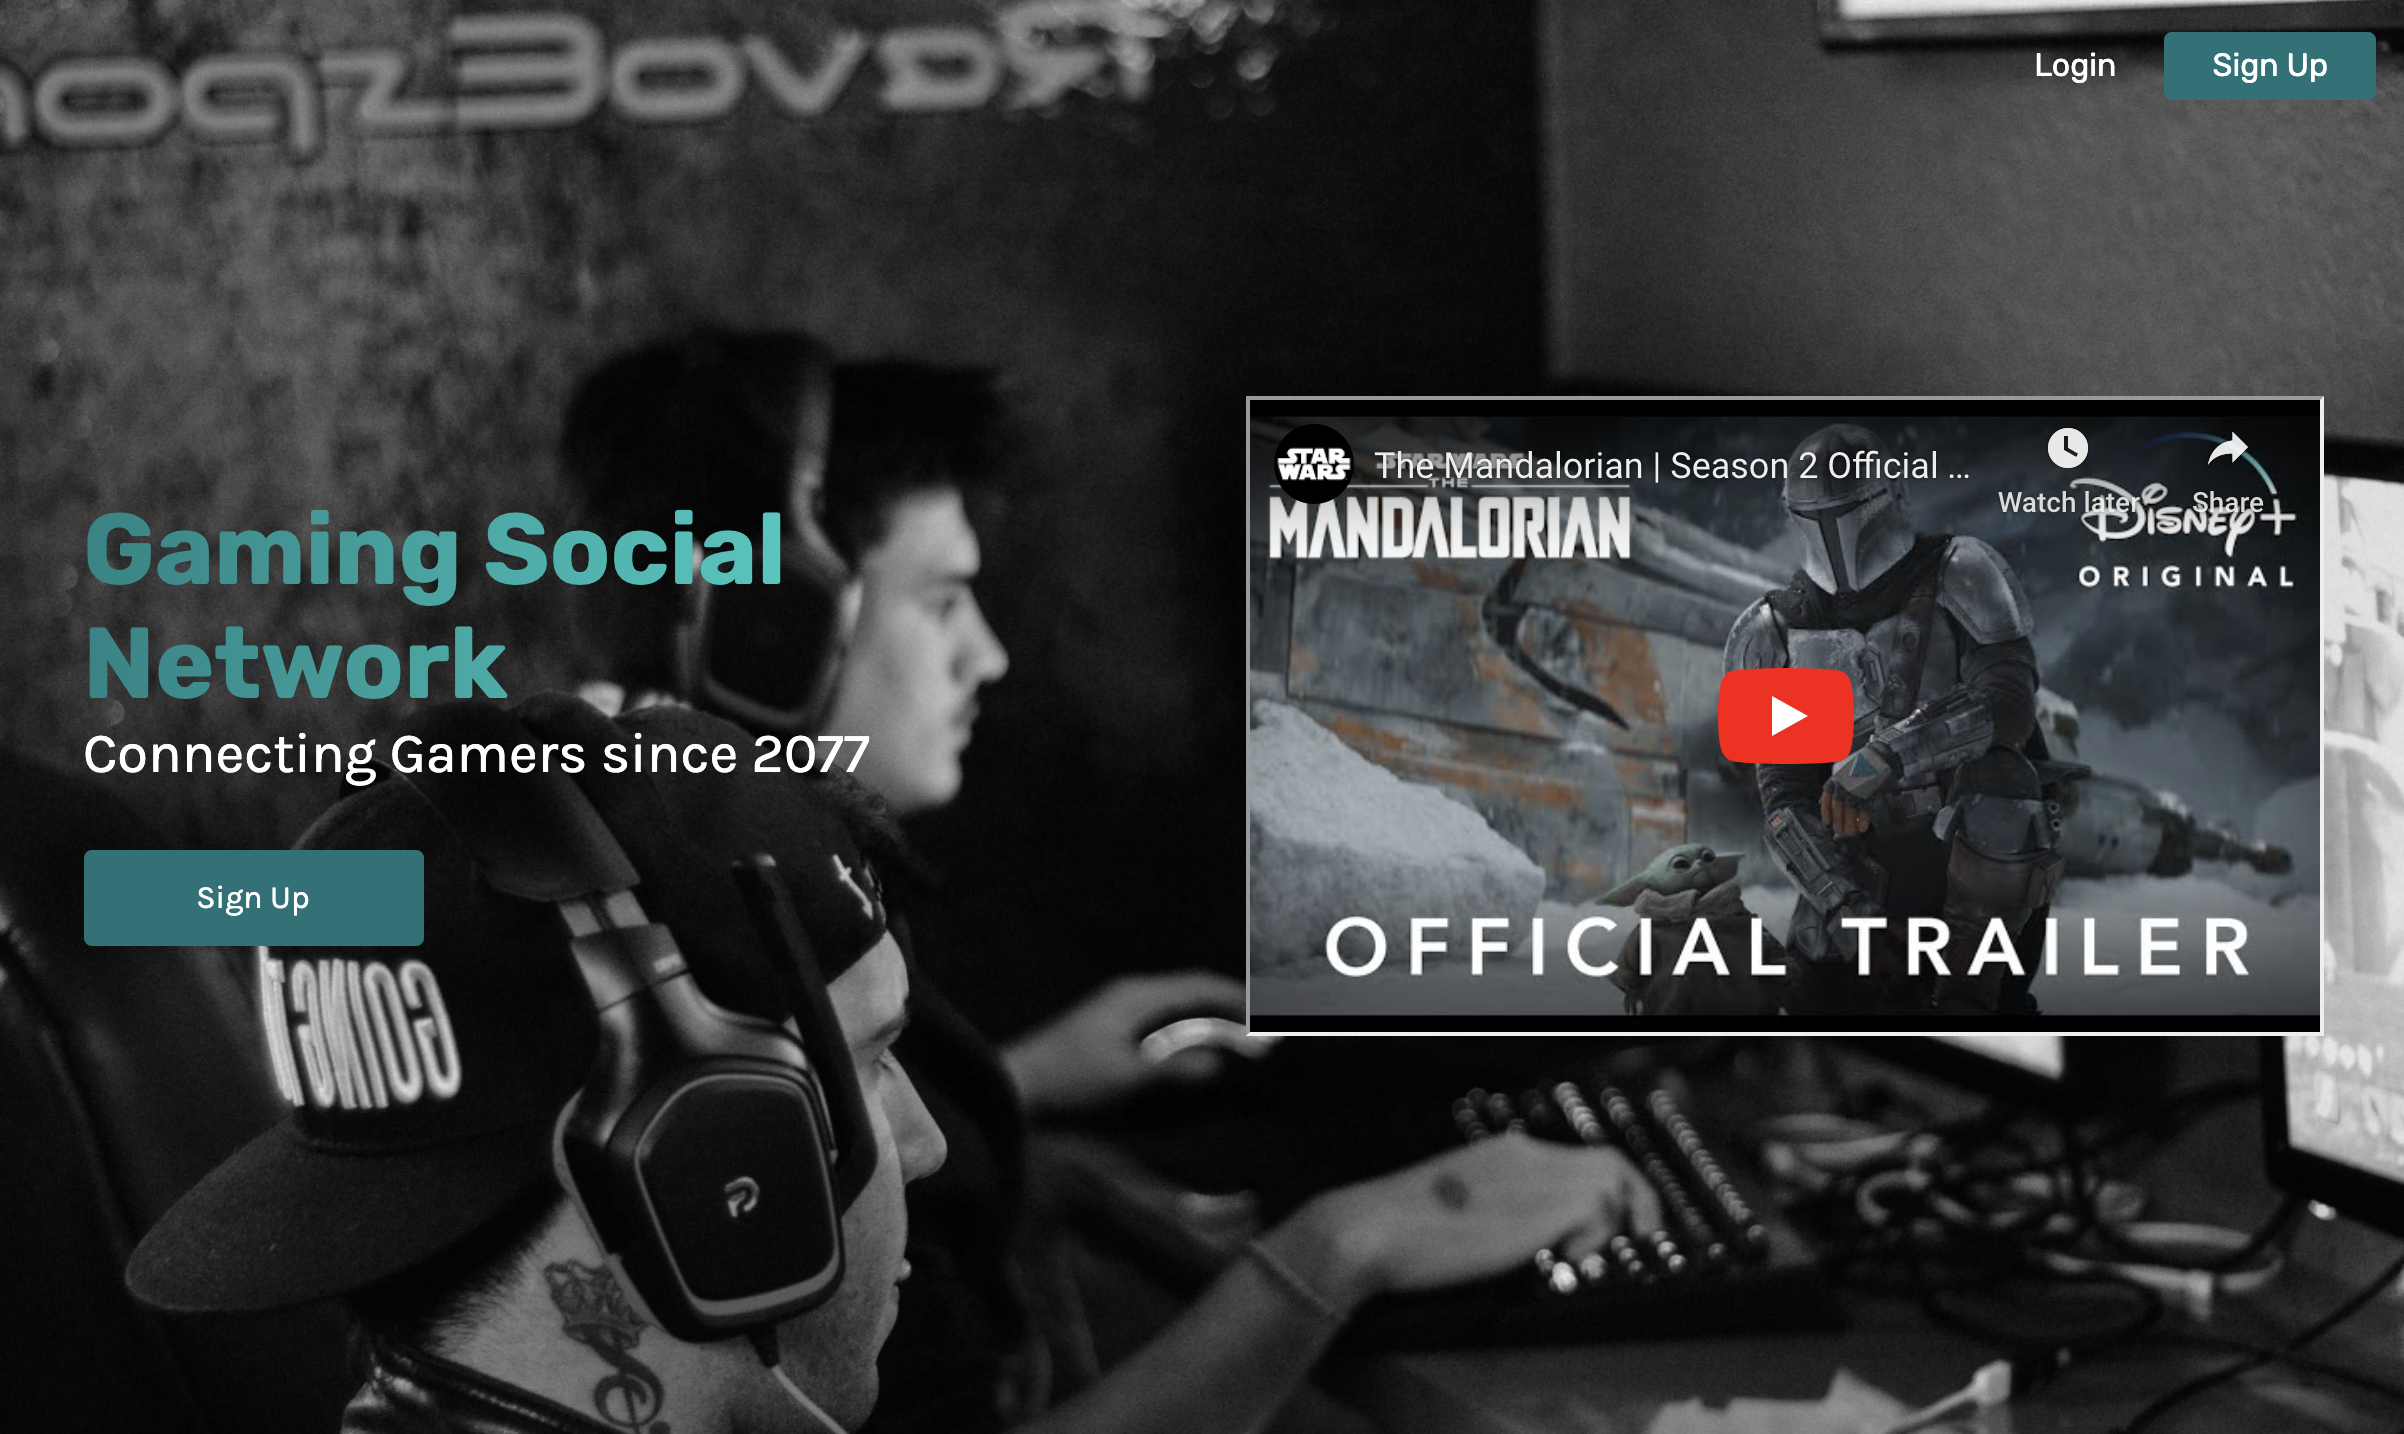 Login
Sign Up
Gaming Social
Network
Connecting Gamers since 2077
Sign Up
STAR
WARS
The Mandalorian | Season 2 Official ...
Watch later
Share
THE
MANDALORIAN
Disney+
ORIGINAL
OFFICIAL TRAILER